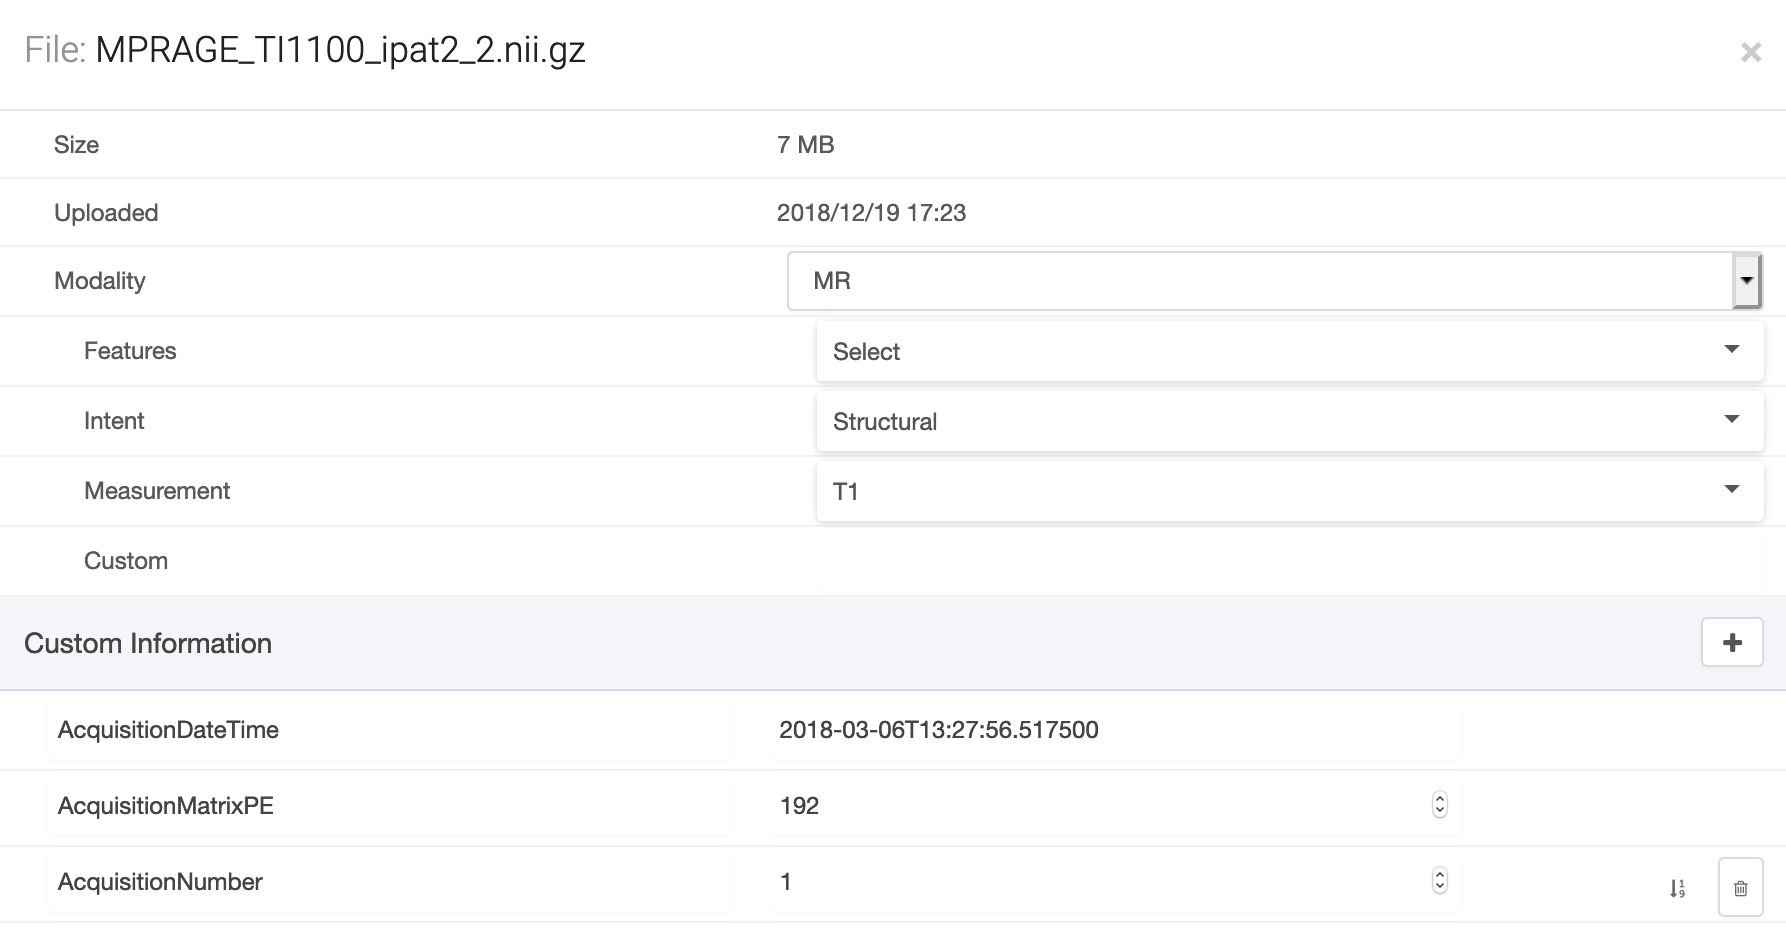 File: MPRAGE_TI1100_ipat2_2.nii.gz
Size 7 MB
Uploaded 2018/12/19 17:23
Modality MR
Features Select
Intent Structural
Measurement T1
Custom
Custom Information
AcquisitionDateTime 2018-03-06T13:27:56.517500
AcquisitionMatrixPE 192
AcquisitionNumber 1